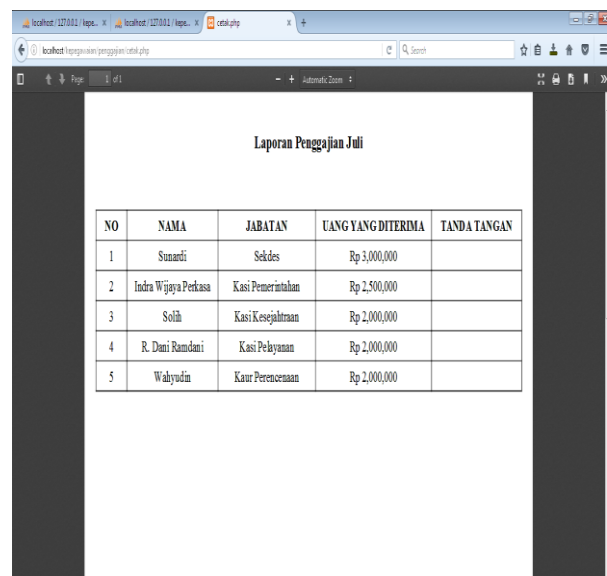 localhost / 127.0.0.1 / kepe... x localhost / 127.0.0.1 / kepe... x cetak.php x +
localhost/kepegawaian/penggajian/cetak.php Search
Page: 1 of 1 - + Automatic Zoom
Laporan Penggajian Juli
NO NAMA JABATAN UANG YANG DITERIMA TANDA TANGAN
1 Sunardi Sekdes Rp 3,000,000
2 Indra Wijaya Perkasa Kasi Pemerintahan Rp 2,500,000
3 Solih Kasi Kesejahtraan Rp 2,000,000
4 R. Dani Ramdani Kasi Pelayanan Rp 2,000,000
5 Wahyudin Kaur Perencenaan Rp 2,000,000